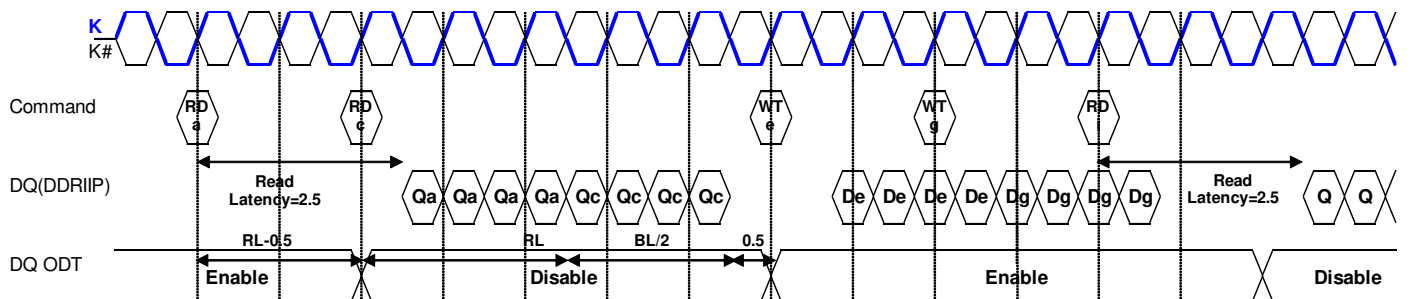 K
K#
Command
RD a
RD c
WT e
WT g
RD i
DQ(DDRIIP)
Read
Latency=2.5
Qa Qa Qa Qa Qc Qc Qc Qc
De De De De Dg Dg Dg Dg
Read
Latency=2.5
Q Q
RL-0.5
RL
BL/2
0.5
DQ ODT
Enable
Disable
Enable
Disable